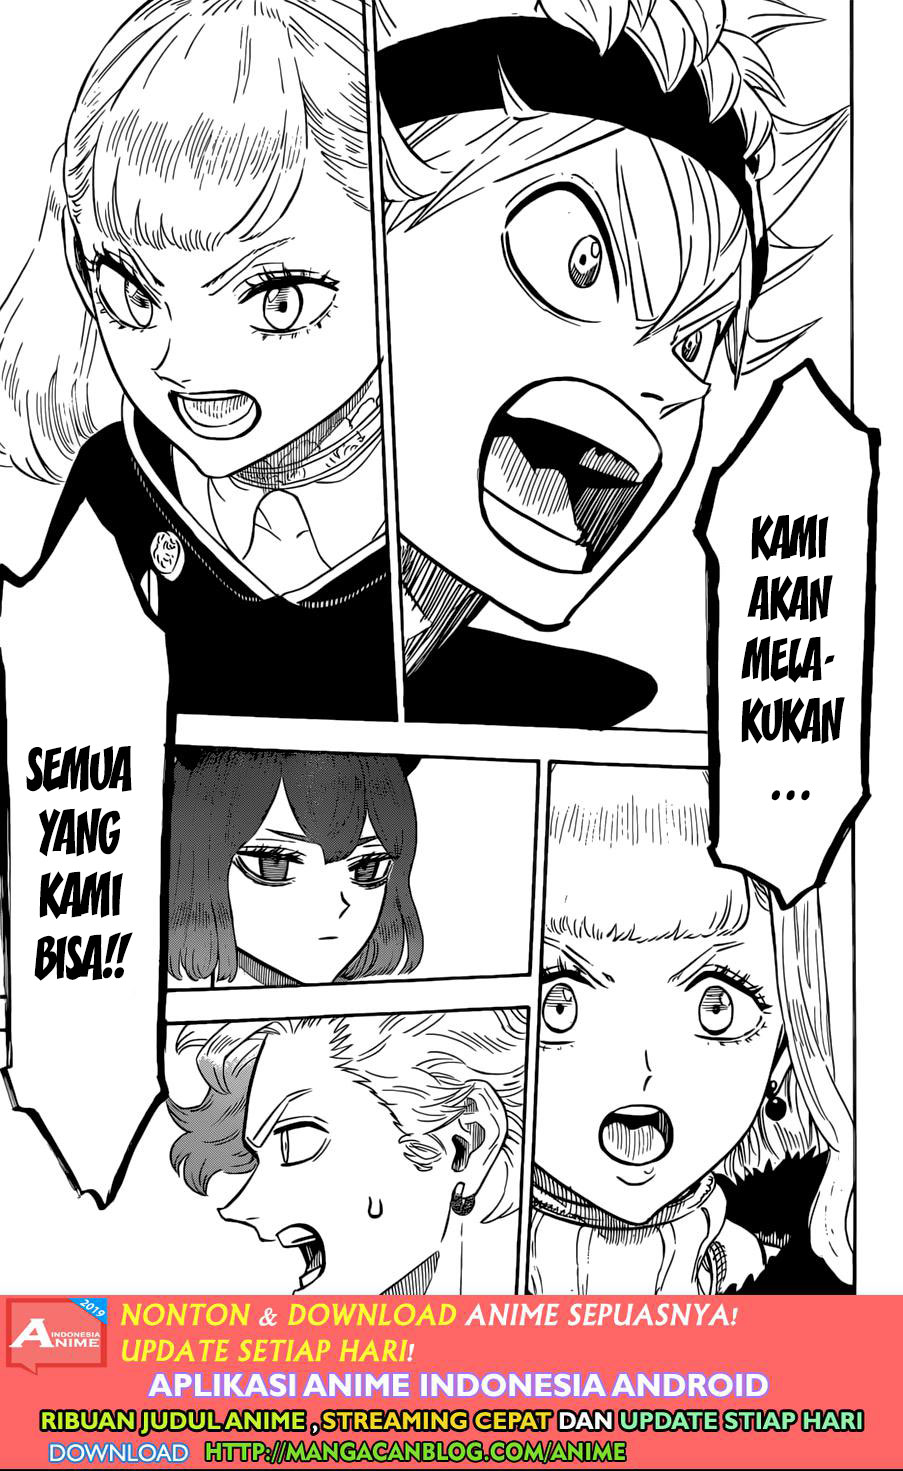 KAMI
AKAN
MELA-
KUKAN
...
SEMUA
YANG
KAMI
BISA!!
2019
INDONESIA
ANIME
NONTON & DOWNLOAD ANIME SEPUASNYA!
UPDATE SETIAP HARI!
APLIKASI ANIME INDONESIA ANDROID
RIBUAN JUDUL ANIME , STREAMING CEPAT DAN UPDATE STIAP HARI
DOWNLOAD HTTP://MANGACANBLOG.COM/ANIME